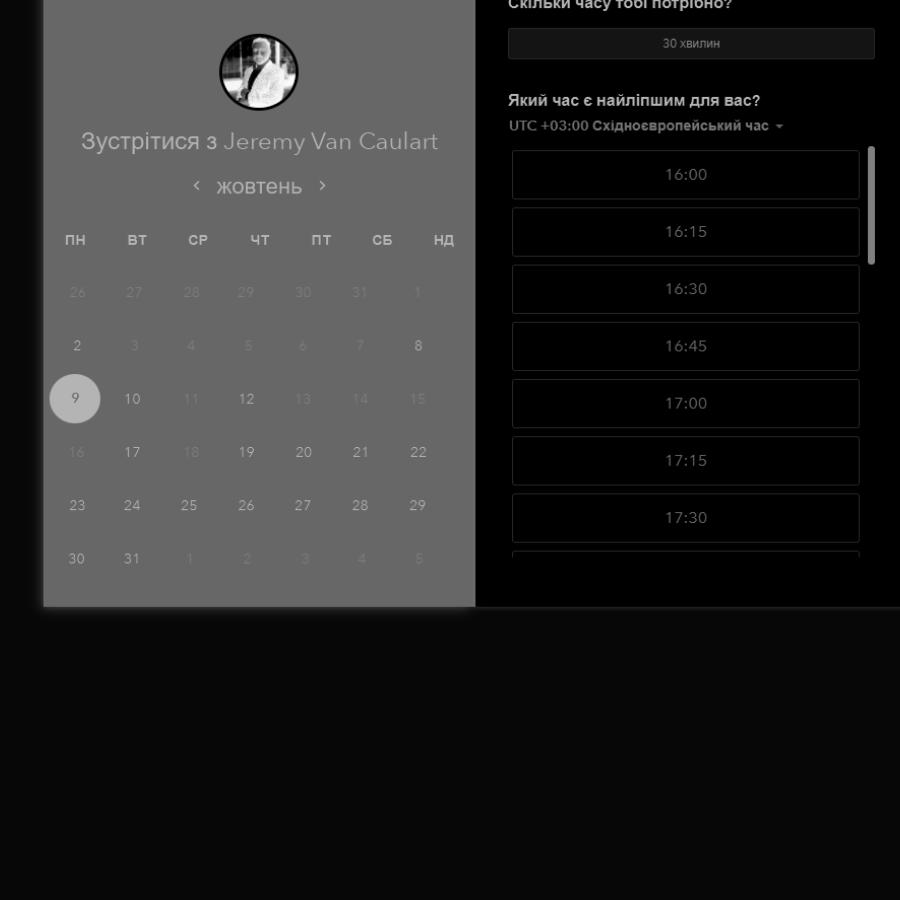 Зустрітися з Jeremy Van Caulart
жовтень
ПН ВТ СР ЧТ ПТ СБ НД
26 27 28 29 30 31 1
2 3 4 5 6 7 8
9 10 11 12 13 14 15
16 17 18 19 20 21 22
23 24 25 26 27 28 29
30 31 1 2 3 4 5
Скільки часу тобі потрібно?
30 хвилин
Який час є найліпшим для вас?
UTC +03:00 Східноєвропейський час
16:00
16:15
16:30
16:45
17:00
17:15
17:30